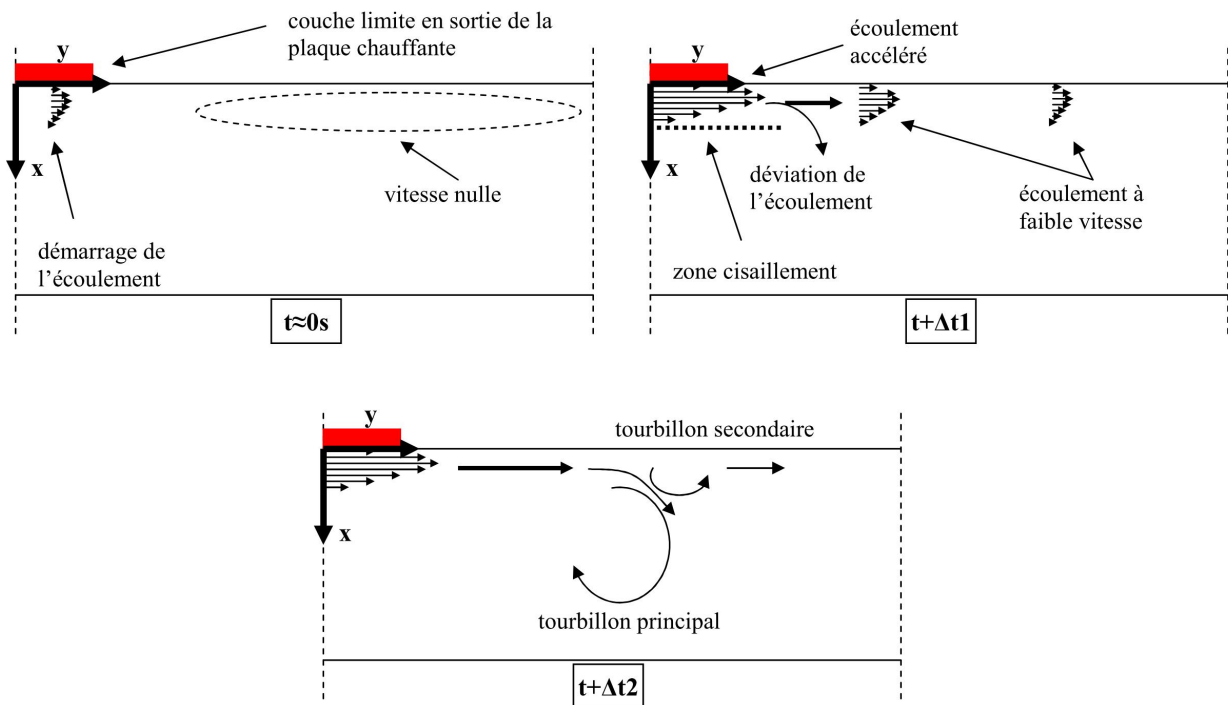 couche limite en sortie de la
plaque chauffante
y
x
vitesse nulle
démarrage de
l'écoulement
t≈0s
écoulement
accéléré
y
x
déviation de
l'écoulement
écoulement à
faible vitesse
zone cisaillement
t+Δt1
y
tourbillon secondaire
x
tourbillon principal
t+Δt2